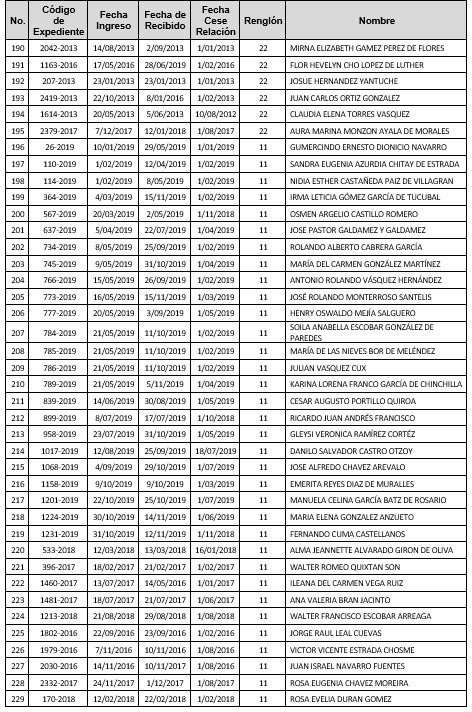 No. Código de Expediente Fecha Ingreso Fecha de Recibido Fecha Cese Relación Renglón Nombre
190 2042-2013 14/08/2013 2/09/2013 1/01/2013 22 MIRNA ELIZABETH GAMEZ PEREZ DE FLORES
191 1163-2016 17/05/2016 28/06/2019 1/02/2016 22 FLOR HEVELYN CHO LOPEZ DE LUTHER
192 207-2013 23/01/2013 23/01/2013 1/01/2013 22 JOSUE HERNANDEZ YANTUCHE
193 2419-2013 22/10/2013 8/01/2016 1/02/2013 22 JUAN CARLOS ORTIZ GONZALEZ
194 1614-2013 20/05/2013 5/06/2013 10/08/2012 22 CLAUDIA ELENA TORRES VASQUEZ
195 2379-2017 7/12/2017 12/01/2018 1/08/2017 22 AURA MARINA MONZON AYALA DE MORALES
196 26-2019 10/01/2019 29/05/2019 1/01/2019 11 GUMERCINDO ERNESTO DIONICIO NAVARRO
197 110-2019 1/02/2019 12/04/2019 1/02/2019 11 SANDRA EUGENIA AZURDIA CHITAY DE ESTRADA
198 114-2019 1/02/2019 8/05/2019 1/02/2019 11 NIDIA ESTHER CASTAÑEDA PAIZ DE VILLAGRAN
199 364-2019 4/03/2019 15/11/2019 1/02/2019 11 IRMA LETICIA GÓMEZ GARCÍA DE TUCUBAL
200 567-2019 20/03/2019 2/05/2019 1/11/2018 11 OSMEN ARGELIO CASTILLO ROMERO
201 637-2019 5/04/2019 22/07/2019 1/04/2019 11 JOSE PASTOR GALDAMEZ Y GALDAMEZ
202 734-2019 8/05/2019 25/09/2019 1/02/2019 11 ROLANDO ALBERTO CABRERA GARCÍA
203 745-2019 9/05/2019 31/10/2019 1/04/2019 11 MARÍA DEL CARMEN GONZÁLEZ MARTÍNEZ
204 766-2019 15/05/2019 26/09/2019 1/02/2019 11 ANTONIO ROLANDO VÁSQUEZ HERNÁNDEZ
205 773-2019 16/05/2019 15/11/2019 1/03/2019 11 JOSÉ ROLANDO MONTERROSO SANTELIS
206 777-2019 20/05/2019 3/09/2019 1/05/2019 11 HENRY OSWALDO MEJÍA SALGUERO
207 784-2019 21/05/2019 11/10/2019 1/02/2019 11 SOILA ANABELLA ESCOBAR GONZÁLEZ DE PAREDES
208 785-2019 21/05/2019 11/10/2019 1/02/2019 11 MARÍA DE LAS NIEVES BOR DE MELÉNDEZ
209 786-2019 21/05/2019 11/10/2019 1/02/2019 11 JULIAN VASQUEZ CUX
210 789-2019 21/05/2019 5/11/2019 1/04/2019 11 KARINA LORENA FRANCO GARCÍA DE CHINCHILLA
211 839-2019 14/06/2019 30/08/2019 1/05/2019 11 CESAR AUGUSTO PORTILLO QUIROA
212 899-2019 8/07/2019 17/07/2019 1/10/2018 11 RICARDO JUAN ANDRÉS FRANCISCO
213 958-2019 23/07/2019 31/10/2019 1/05/2019 11 GLEYSI VERONICA RAMÍREZ CORTÉZ
214 1017-2019 12/08/2019 25/09/2019 18/07/2019 11 DANILO SALVADOR CASTRO OTZOY
215 1068-2019 4/09/2019 29/10/2019 1/07/2019 11 JOSE ALFREDO CHAVEZ AREVALO
216 1158-2019 9/10/2019 9/10/2019 1/03/2019 11 EMERITA REYES DIAZ DE MURALLES
217 1201-2019 22/10/2019 25/10/2019 1/07/2019 11 MANUELA CELINA GARCÍA BATZ DE ROSARIO
218 1224-2019 30/10/2019 14/11/2019 1/06/2019 11 MARIA ELENA GONZALEZ ANZUETO
219 1231-2019 31/10/2019 12/11/2019 1/11/2018 11 FERNANDO CUMA CASTELLANOS
220 533-2018 12/03/2018 13/03/2018 16/01/2018 11 ALMA JEANNETTE ALVARADO GIRON DE OLIVA
221 396-2017 18/02/2017 21/02/2017 1/02/2017 11 WALTER ROMEO QUIXTAN SON
222 1460-2017 13/07/2017 14/05/2016 1/01/2017 11 ILEANA DEL CARMEN VEGA RUIZ
223 1481-2017 18/07/2017 21/07/2017 1/06/2017 11 ANA VALERIA BRAN JACINTO
224 1213-2018 21/08/2018 29/08/2018 1/08/2018 11 WALTER FRANCISCO ESCOBAR ARREAGA
225 1802-2016 22/09/2016 23/09/2016 1/02/2016 11 JORGE RAUL LEAL CUEVAS
226 1979-2016 7/11/2016 10/11/2016 1/08/2017 11 VICTOR VICENTE ESTRADA CHOSME
227 2030-2016 14/11/2016 10/11/2017 1/08/2017 11 JUAN ISRAEL NAVARRO FUENTES
228 2332-2017 24/11/2017 1/12/2017 1/08/2017 11 ROSA EUGENIA CHAVEZ MOREIRA
229 170-2018 12/02/2018 22/02/2018 1/02/2018 11 ROSA EVELIA DURAN GOMEZ